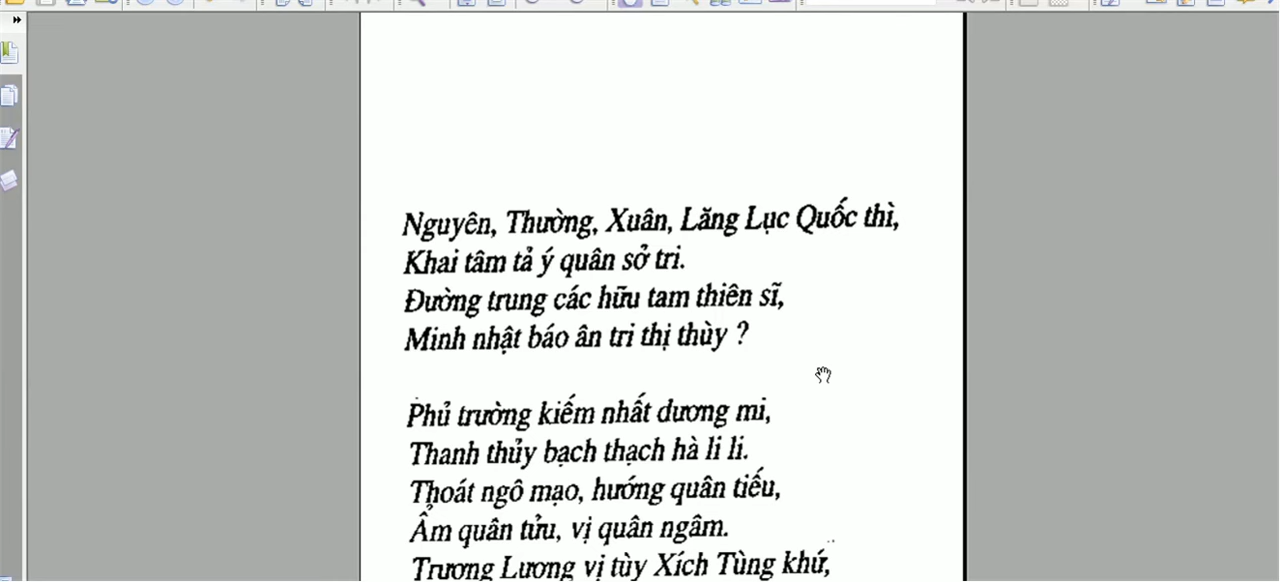 Nguyên, Thường, Xuân, Lăng Lục Quốc thì,
Khai tâm tả ý quân sở tri.
Đường trung các hữu tam thiên sĩ,
Minh nhật báo ân tri thị thùy ?
Phủ trường kiếm nhất dương mi,
Thanh thủy bạch thạch hà li li.
Thoát ngô mạo, hướng quân tiếu,
Ẩm quân tửu, vị quân ngâm.
Trương Lương vị tùy Xích Tùng khứ,